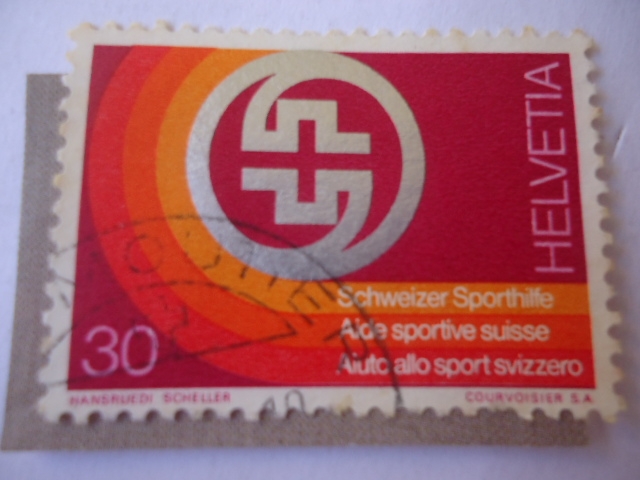 HELVETIA
Schweizer Sporthilfe
Aide sportive suisse
Aiuto allo sport svizzero
30
HANSRUEDI SCHELLER
COURVOISIER S.A.